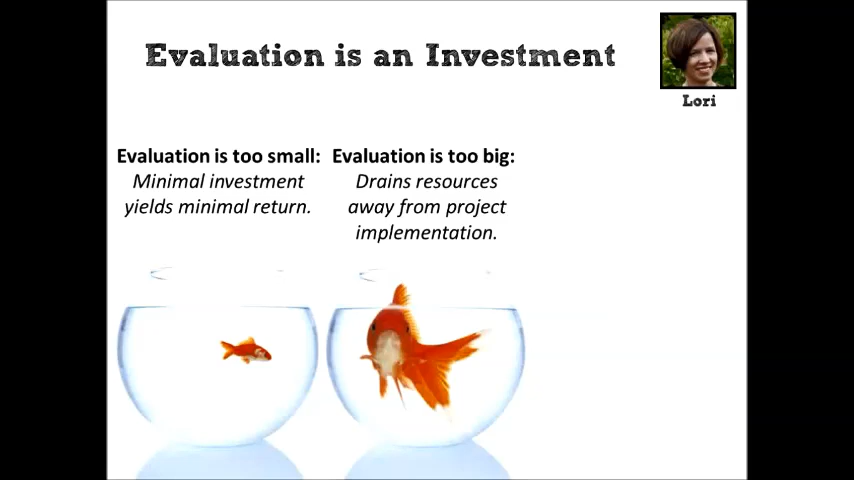 Evaluation is an Investment
Lori
Evaluation is too small:
Minimal investment
yields minimal return.
Evaluation is too big:
Drains resources
away from project
implementation.